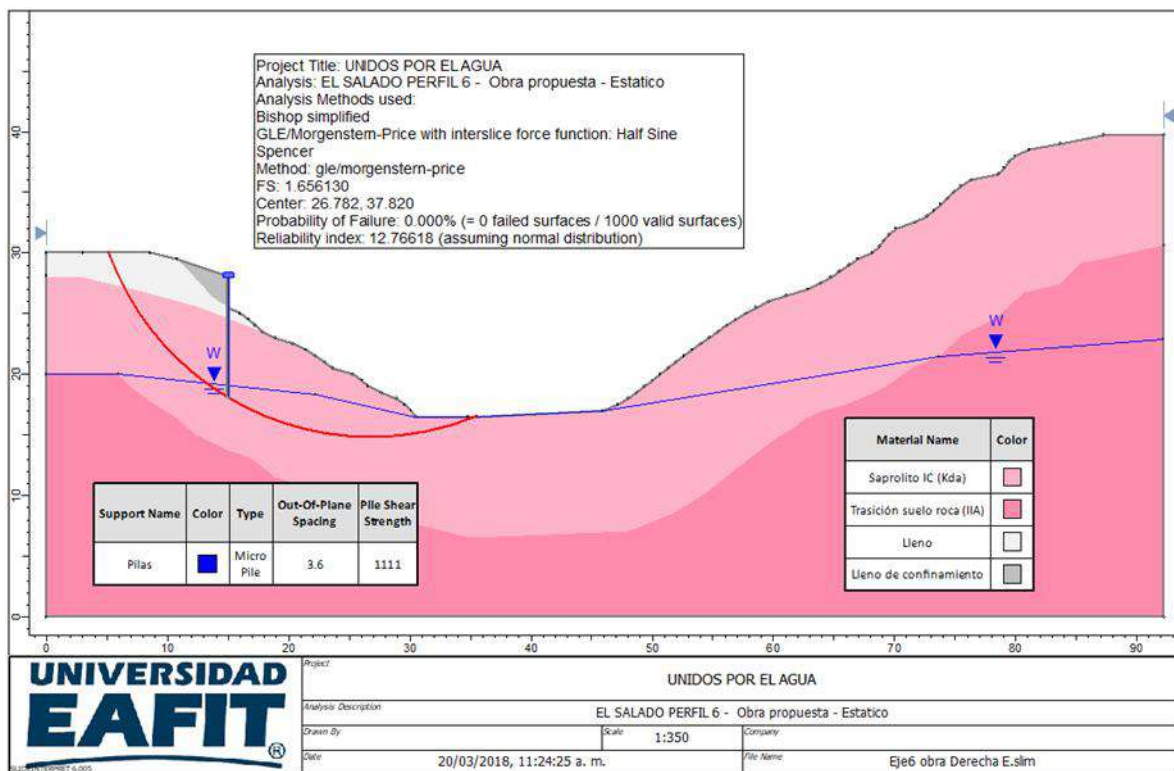 Project Title: UNIDOS POR EL AGUA
Analysis: EL SALADO PERFIL 6 - Obra propuesta - Estatico
Analysis Methods used:
Bishop simplified
GLE/Morgenstern-Price with interslice force function: Half Sine
Spencer
Method: gle/morgenstern-price
FS: 1.656130
Center: 26.782, 37.820
Probability of Failure: 0.000% (= 0 failed surfaces / 1000 valid surfaces)
Reliability index: 12.76618 (assuming normal distribution)
40
30
20
10
0
W
W
Support Name Color Type Out-Of-Plane Spacing Pile Shear Strength
Pilas Micro Pile 3.6 1111
Material Name Color
Saprolito IC (Kda)
Trasición suelo roca (IIA)
Lleno
Lleno de confinamiento
0 10 20 30 40 50 60 70 80 90
UNIVERSIDAD
EAFIT ®
Project
UNIDOS POR EL AGUA
Analysis Description
EL SALADO PERFIL 6 - Obra propuesta - Estatico
Drawn By
Scale
1:350
Company
Date
20/03/2018, 11:24:25 a. m.
File Name
Eje6 obra Derecha E.slim